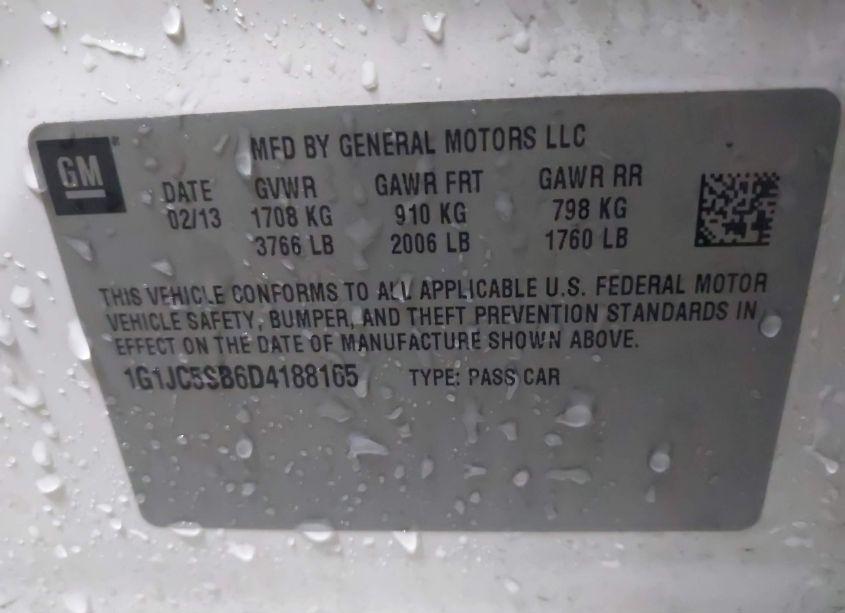 GM
MFD BY GENERAL MOTORS LLC
DATE GVWR GAWR FRT GAWR RR
02/13 1708 KG 910 KG 798 KG
3766 LB 2006 LB 1760 LB
THIS VEHICLE CONFORMS TO ALL APPLICABLE U.S. FEDERAL MOTOR
VEHICLE SAFETY, BUMPER, AND THEFT PREVENTION STANDARDS IN
EFFECT ON THE DATE OF MANUFACTURE SHOWN ABOVE.
1G1JC5SB6D4188165 TYPE: PASS CAR